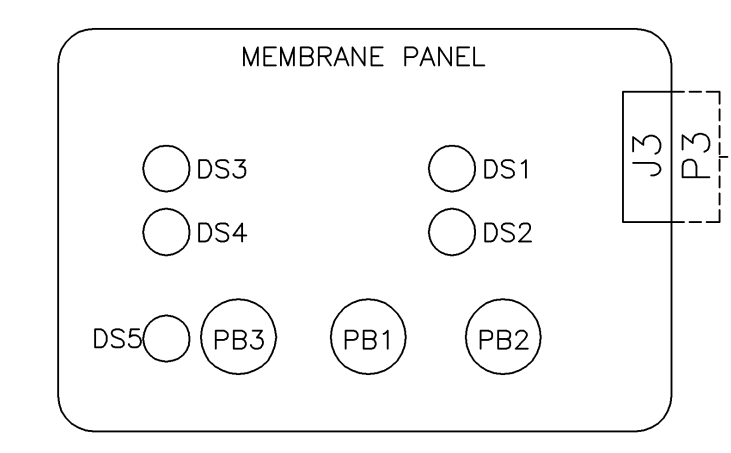 MEMBRANE PANEL
J3 P3
DS3 DS1
DS4 DS2
DS5 PB3 PB1 PB2